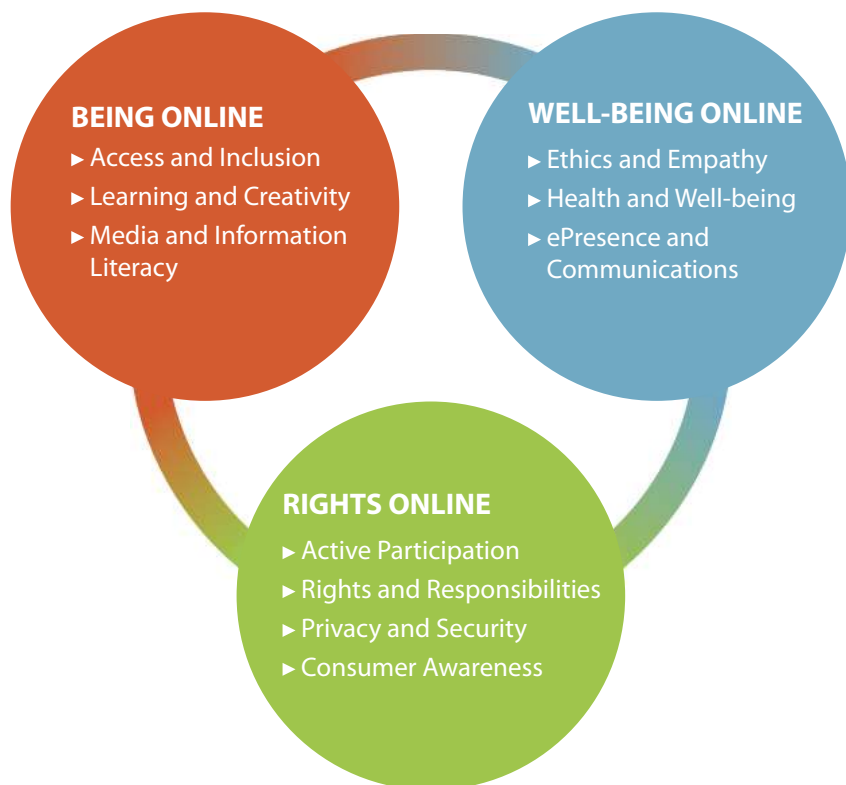 BEING ONLINE
▸ Access and Inclusion
▸ Learning and Creativity
▸ Media and Information
Literacy
WELL-BEING ONLINE
▸ Ethics and Empathy
▸ Health and Well-being
▸ ePresence and
Communications
RIGHTS ONLINE
▸ Active Participation
▸ Rights and Responsibilities
▸ Privacy and Security
▸ Consumer Awareness